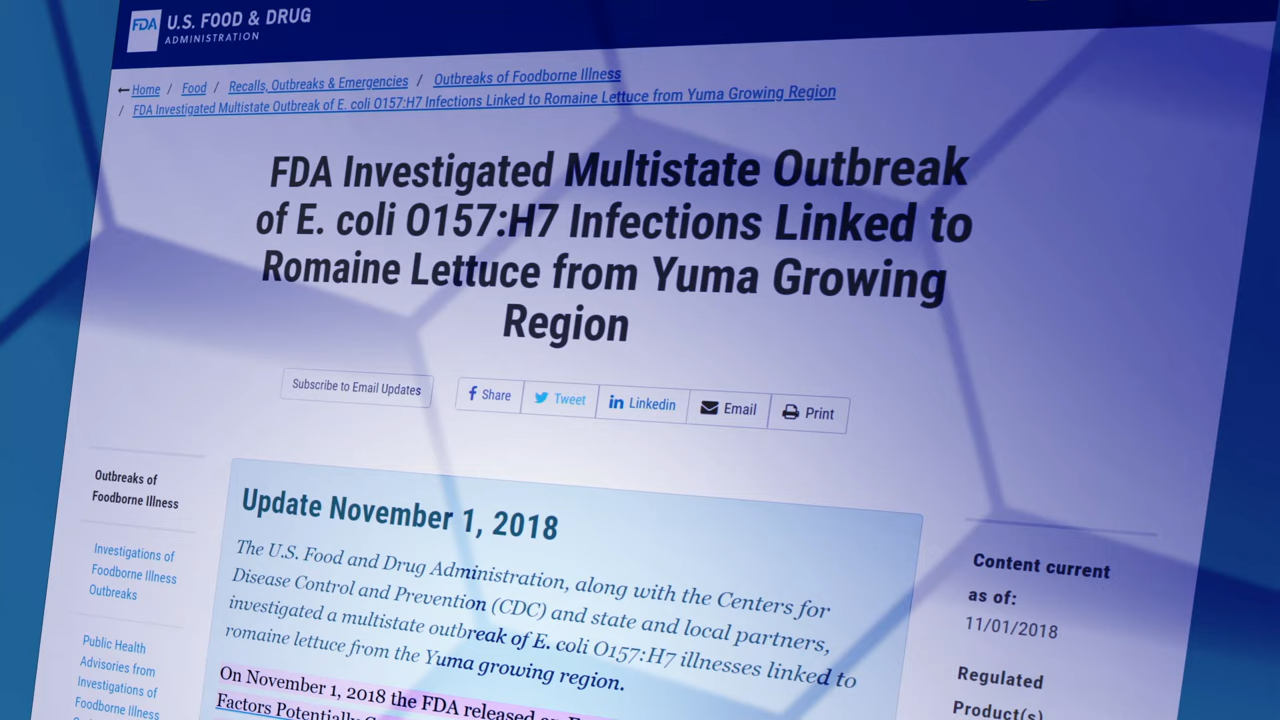 FDA
U.S. FOOD & DRUG
ADMINISTRATION
Home / Food / Recalls, Outbreaks & Emergencies / Outbreaks of Foodborne Illness
/ FDA Investigated Multistate Outbreak of E. coli O157:H7 Infections Linked to Romaine Lettuce from Yuma Growing Region
FDA Investigated Multistate Outbreak
of E. coli O157:H7 Infections Linked to
Romaine Lettuce from Yuma Growing
Region
Subscribe to Email Updates
Share
Tweet
in Linkedin
Email
Print
Outbreaks of
Foodborne Illness
Investigations of
Foodborne Illness
Outbreaks
Public Health
Advisories from
Investigations of
Foodborne Illness
Update November 1, 2018
The U.S. Food and Drug Administration, along with the Centers for
Disease Control and Prevention (CDC) and state and local partners,
investigated a multistate outbreak of E. coli O157:H7 illnesses linked to
romaine lettuce from the Yuma growing region.
On November 1, 2018 the FDA released
Factors Potentially
Content current
as of:
11/01/2018
Regulated
Product(s)